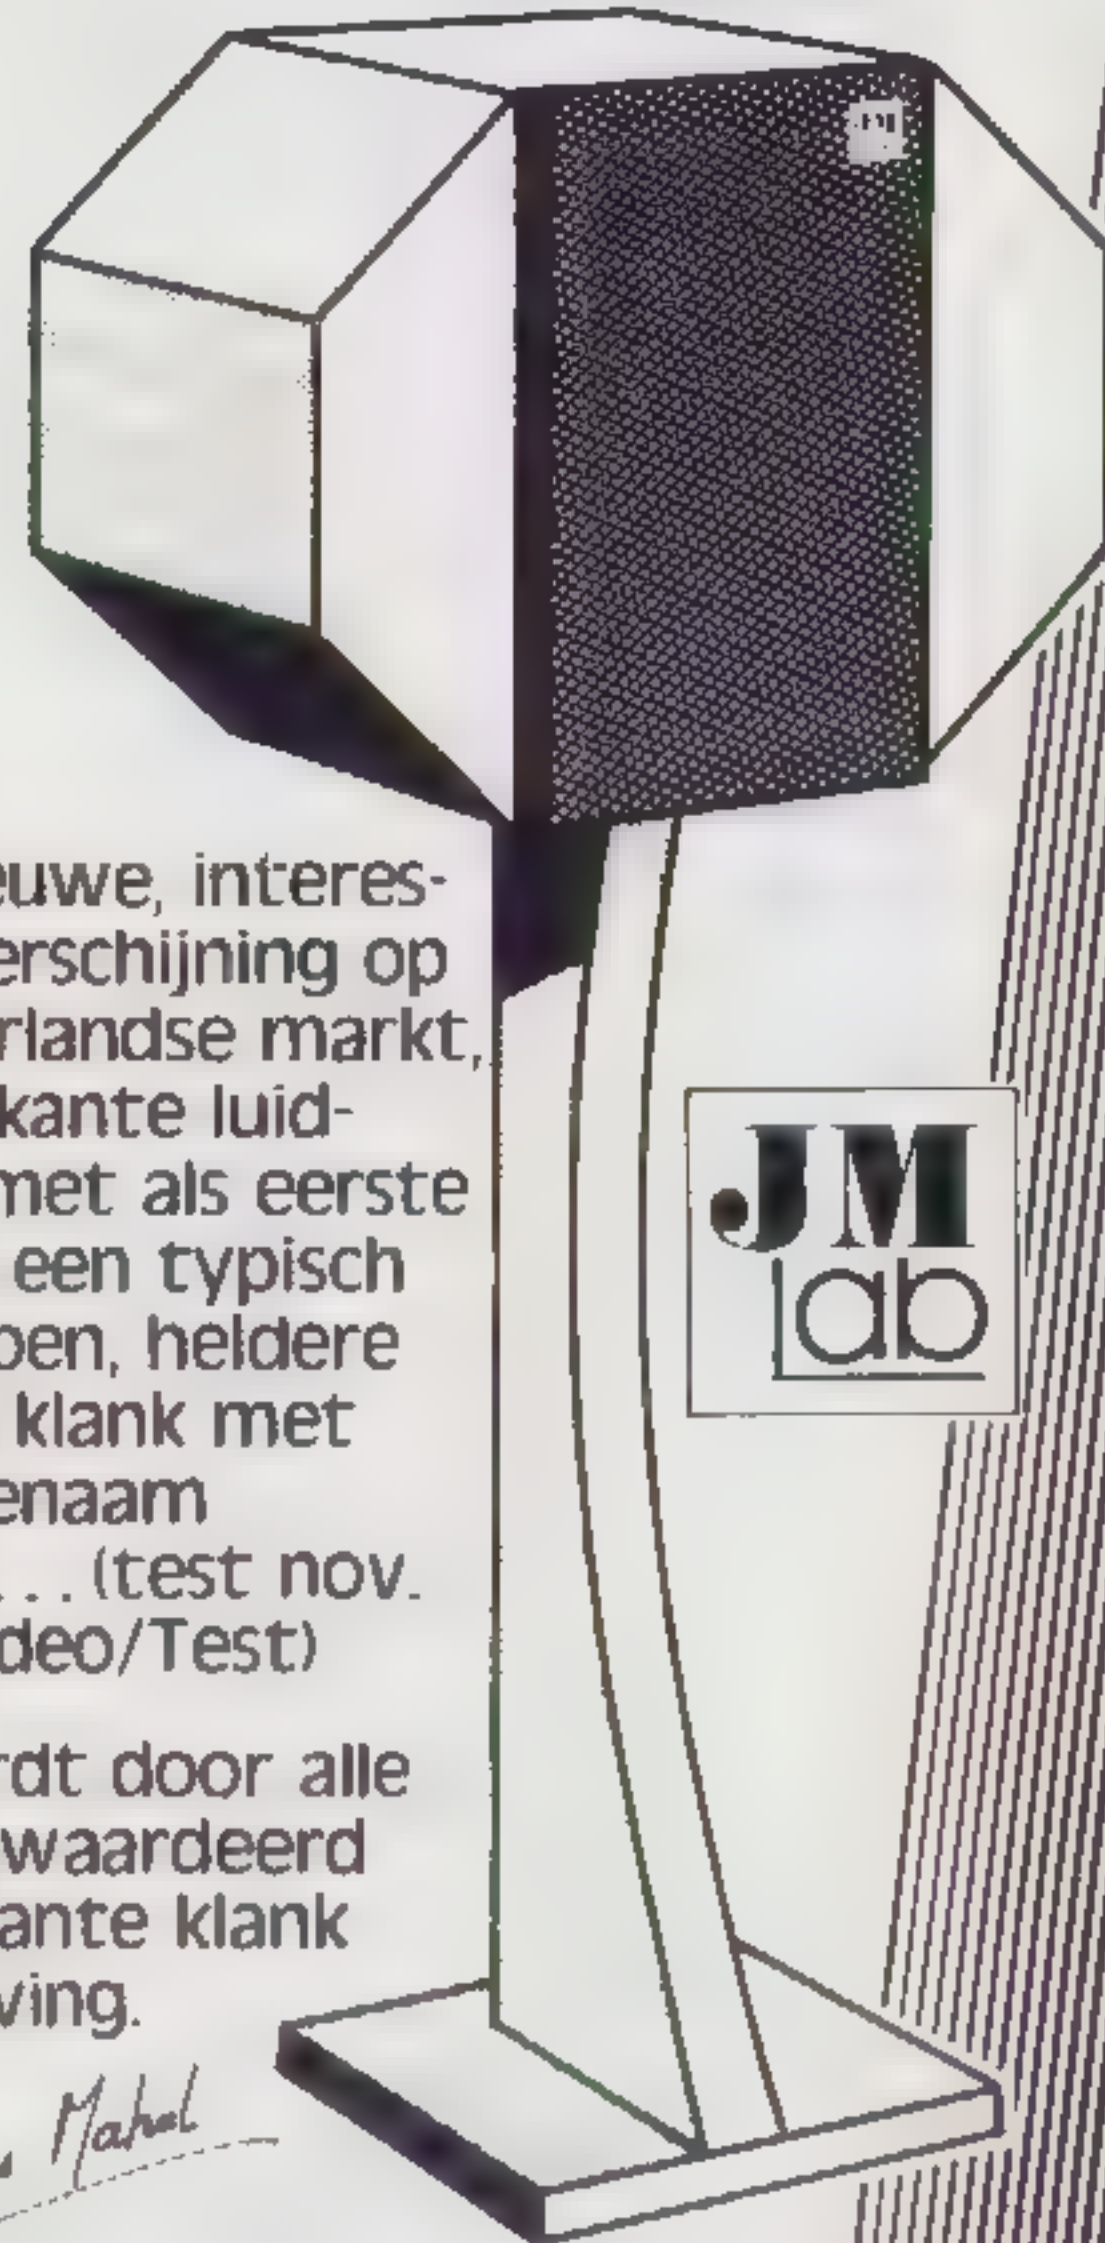 euwe, interes-
erschijning op
rlandse markt,
kante luid-
met als eerste
een typisch
pen, heldere
klank met
enaam
... (test nov.
deo/Test)
rdt door alle
waardeerd
ante klank
ving.
Mahul
JM
lab